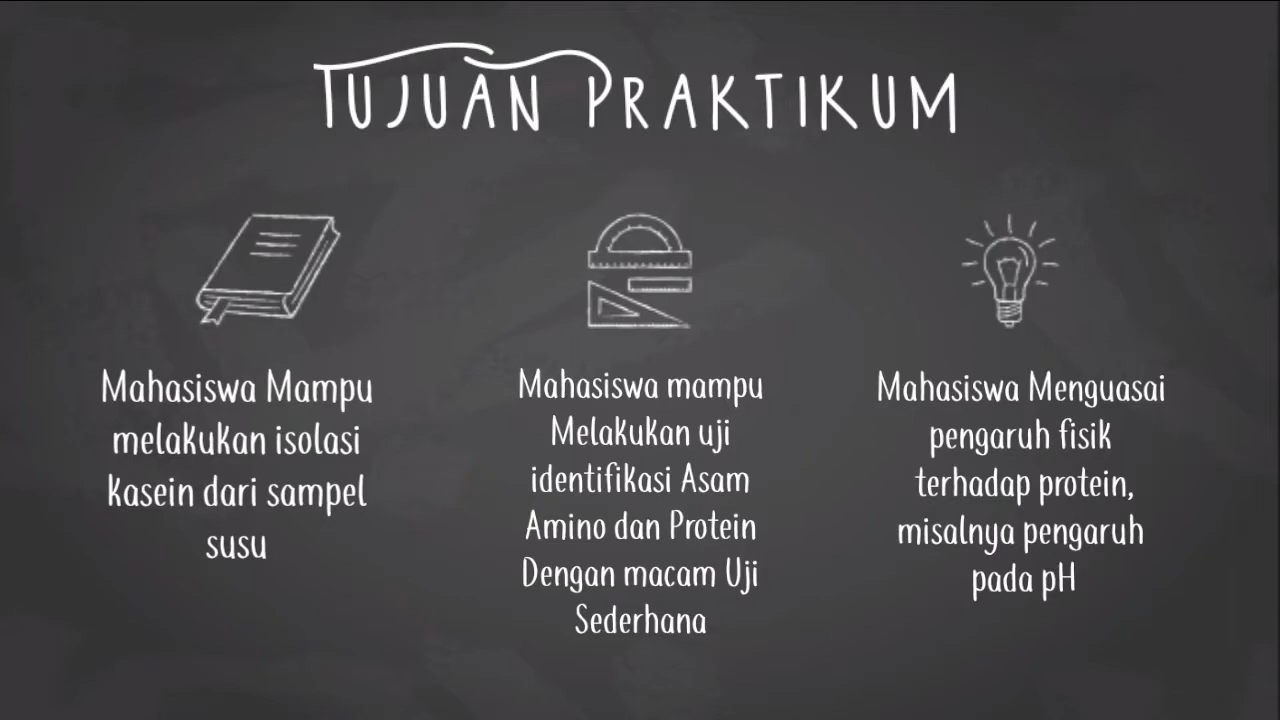 TUJUAN PRAKTIKUM
Mahasiswa Mampu
melakukan isolasi
kasein dari sampel
susu
Mahasiswa mampu
Melakukan uji
identifikasi Asam
Amino dan Protein
Dengan macam Uji
Sederhana
Mahasiswa Menguasai
pengaruh fisik
terhadap protein,
misalnya pengaruh
pada pH